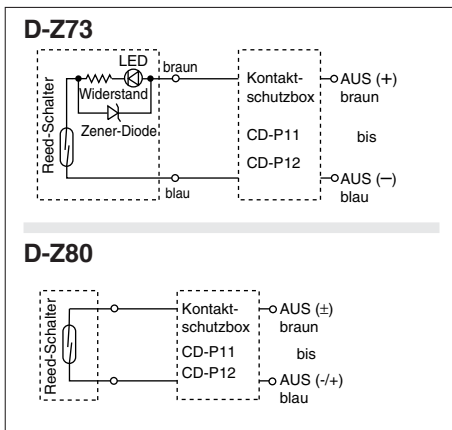 D-Z73
LED
braun
Widerstand
Zener-Diode
Reed-Schalter
blau
Kontakt-
schutzbox
CD-P11
CD-P12
AUS (+)
braun
bis
AUS (−)
blau
D-Z80
Reed-Schalter
Kontakt-
schutzbox
CD-P11
CD-P12
AUS (±)
braun
bis
AUS (-/+)
blau